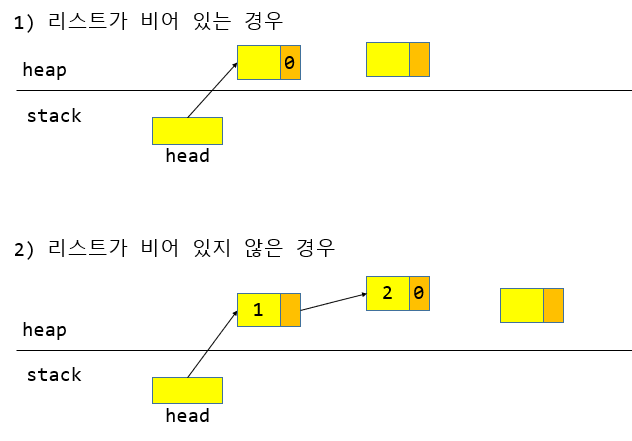 1) 리스트가 비어 있는 경우
0
heap
stack
head
2) 리스트가 비어 있지 않은 경우
1
2 0
heap
stack
head